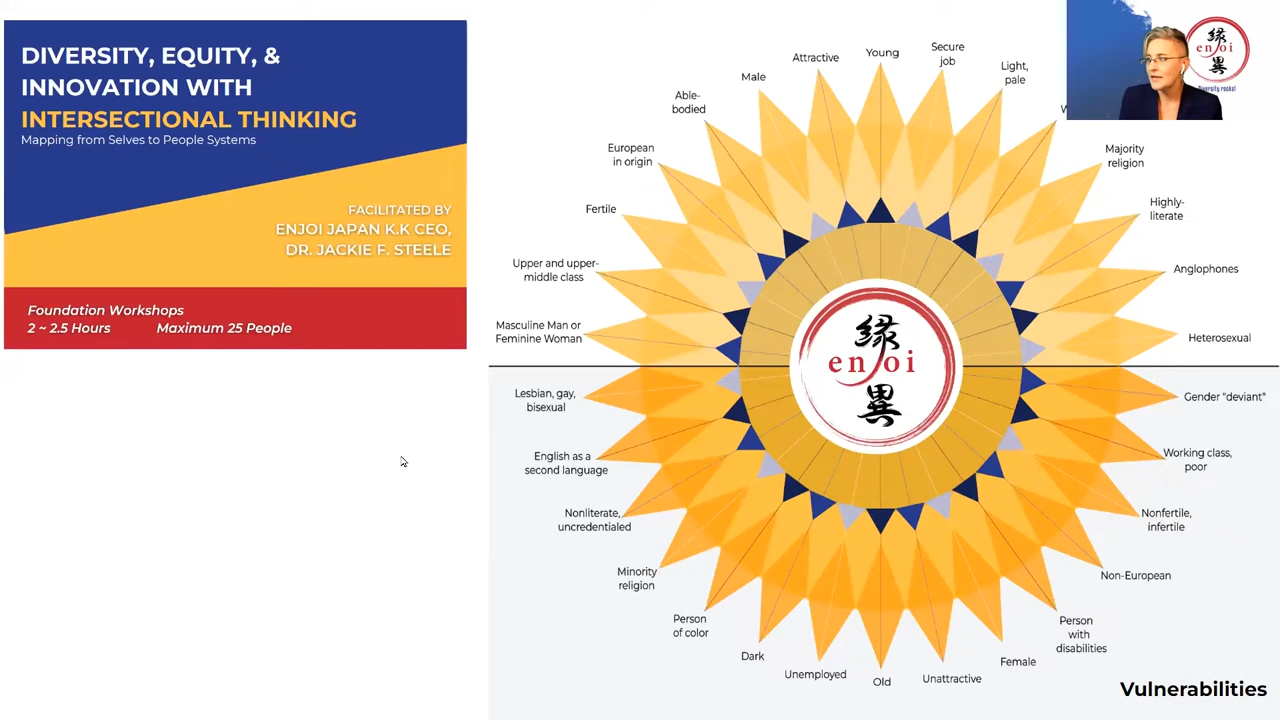 DIVERSITY, EQUITY, &
INNOVATION WITH
INTERSECTIONAL THINKING
Mapping from Selves to People Systems
FACILITATED BY
ENJOI JAPAN K.K CEO,
DR. JACKIE F. STEELE
Foundation Workshops
2 ~ 2.5 Hours Maximum 25 People
Young
Secure
job
Light,
pale
W
Majority
religion
Highly-
literate
Anglophones
Heterosexual
Attractive
Male
Able-
bodied
European
in origin
Fertile
Upper and upper-
middle class
Masculine Man or
Feminine Woman
縁
enjoi
異
Lesbian, gay,
bisexual
English as a
second language
Nonliterate,
uncredentialed
Minority
religion
Person
of color
Dark
Unemployed
Old
Unattractive
Female
Person
with
disabilities
Non-European
Nonfertile,
infertile
Working class,
poor
Gender "deviant"
Vulnerabilities
縁
enjoi
異
Diversity rocks!